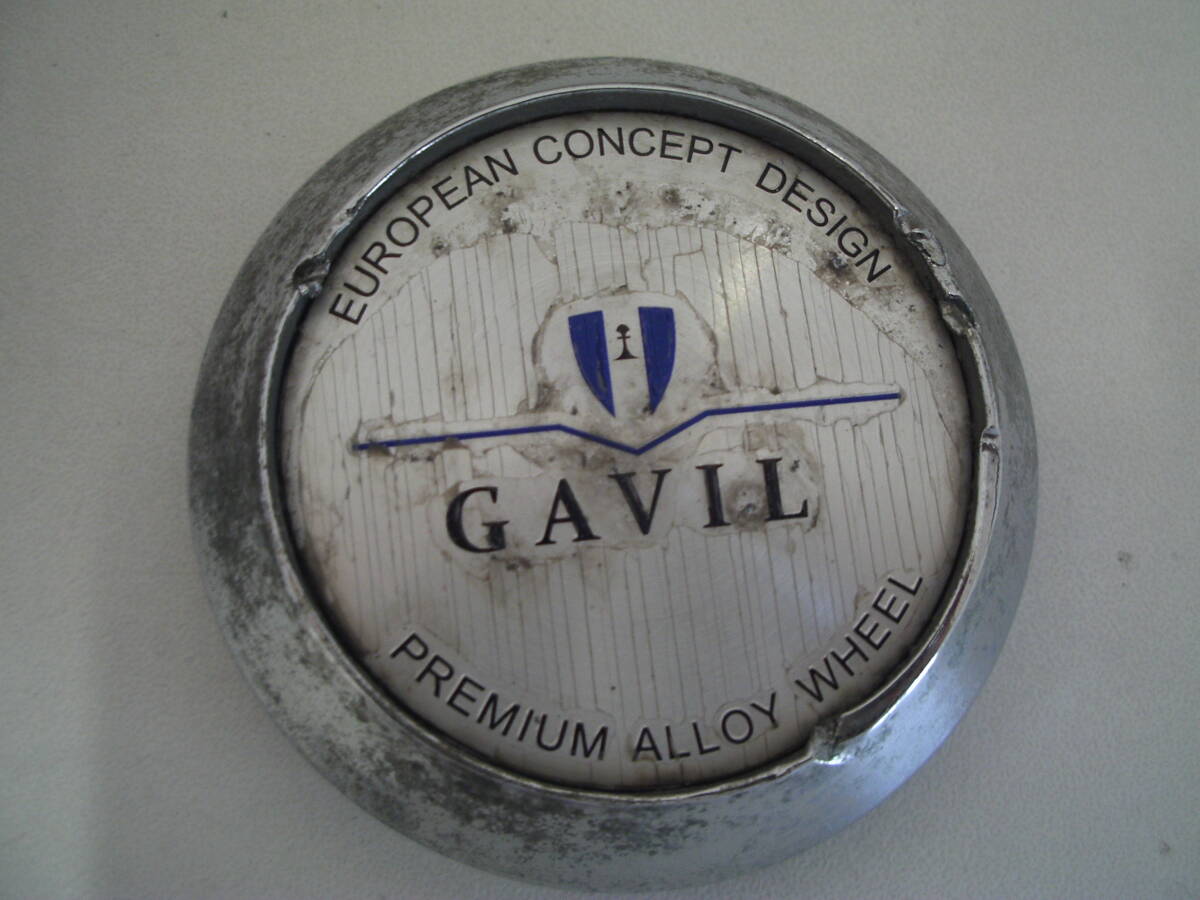 EUROPEAN CONCEPT DESIGN
GAVIL
PREMIUM ALLOY WHEEL